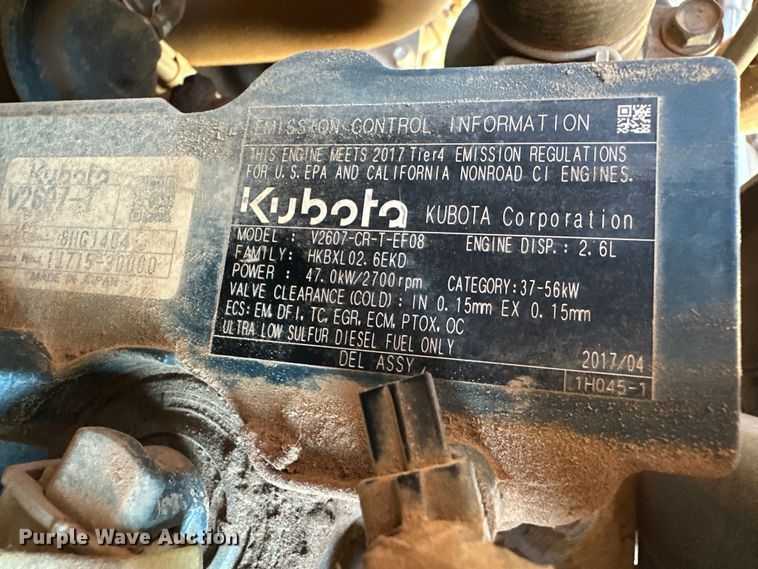 EMISSION CONTROL INFORMATION
THIS ENGINE MEETS 2017 Tier4 EMISSION REGULATIONS
FOR U.S. EPA AND CALIFORNIA NONROAD CI ENGINES.
Kubota KUBOTA Corporation
MODEL : V2607-CR-T-EF08 ENGINE DISP.: 2.6L
FAMILY: HKBXL02.6EKD
POWER : 47.0kW/2700rpm CATEGORY:37-56kW
VALVE CLEARANCE (COLD) : IN 0.15mm EX 0.15mm
ECS: EM, DFI, TC, EGR, ECM, PTOX, OC
ULTRA LOW SULFUR DIESEL FUEL ONLY
DEL ASSY 2017/04
1H045-1
Kubota
V2607-T
MADE IN JAPAN
Purple Wave Auction